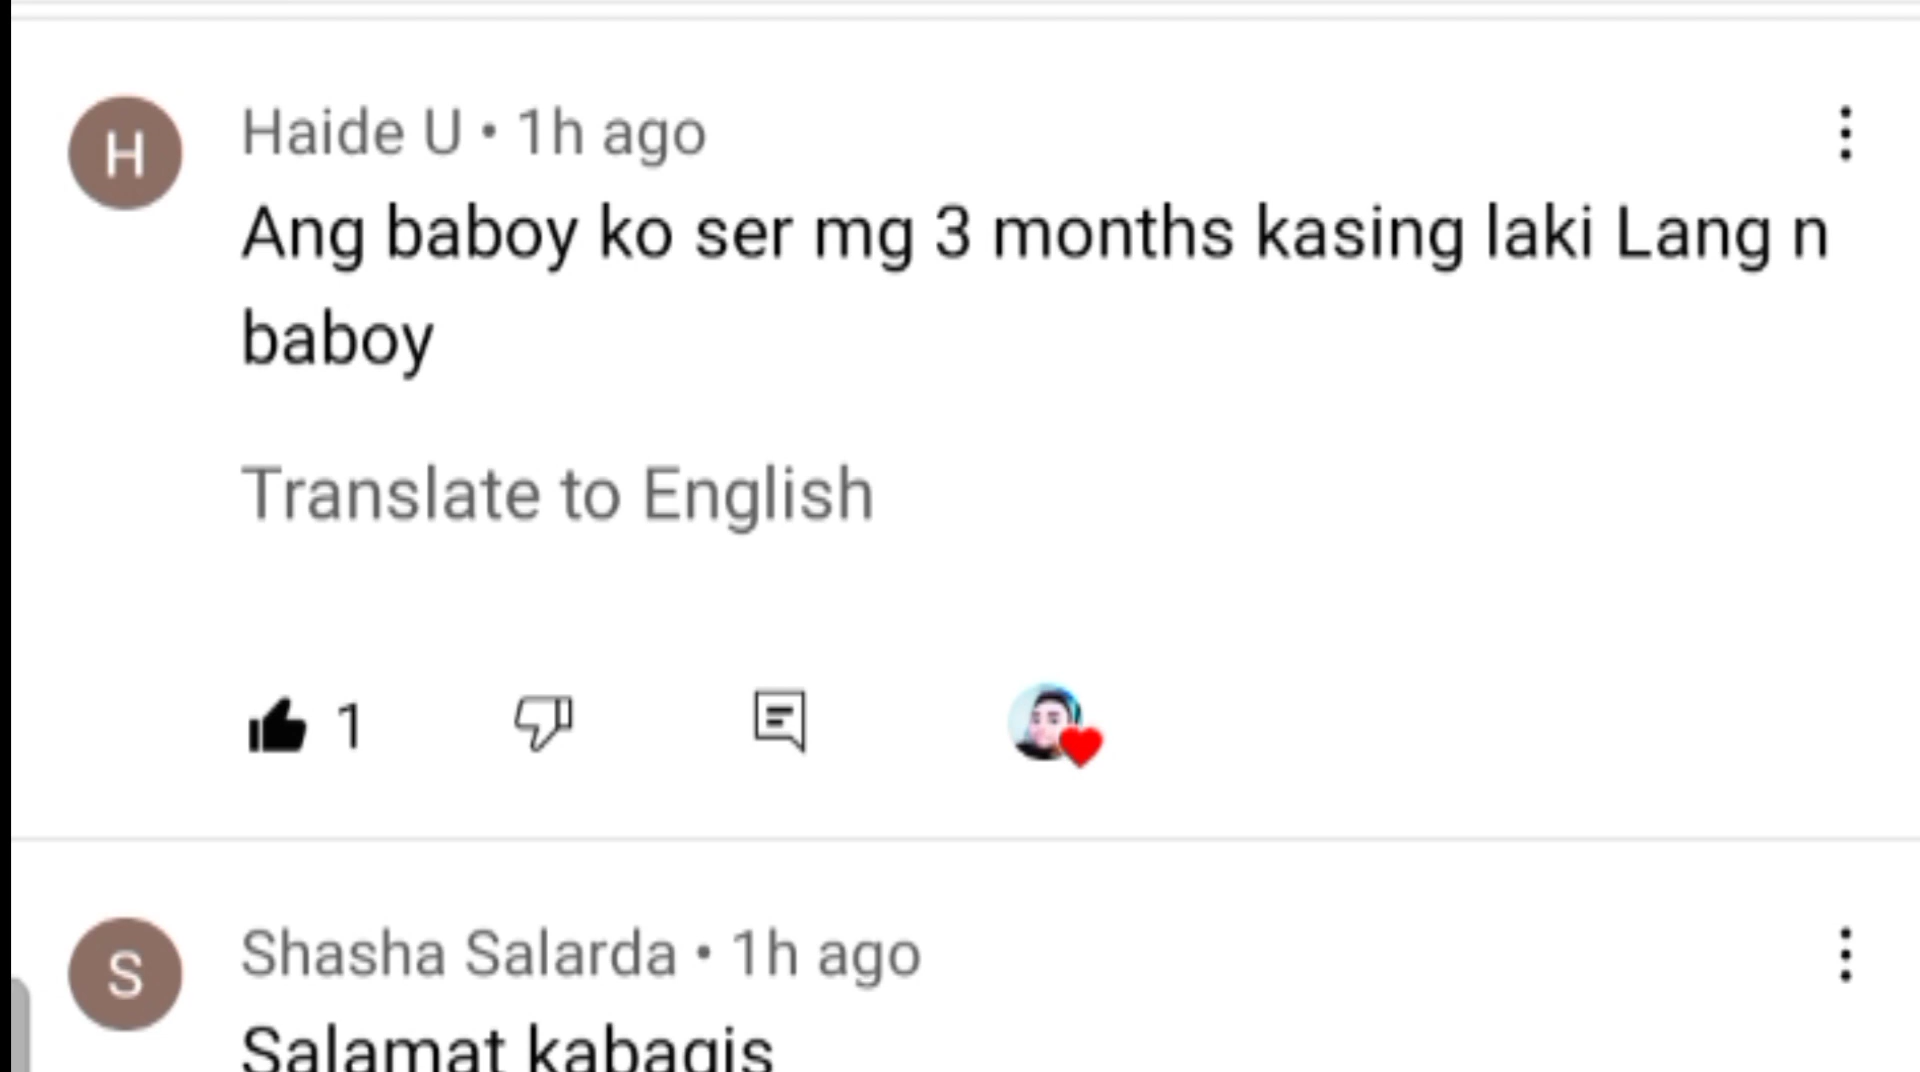 H
Haide U • 1h ago
Ang baboy ko ser mg 3 months kasing laki Lang n
baboy
Translate to English
1
S
Shasha Salarda • 1h ago
Salamat kabagis